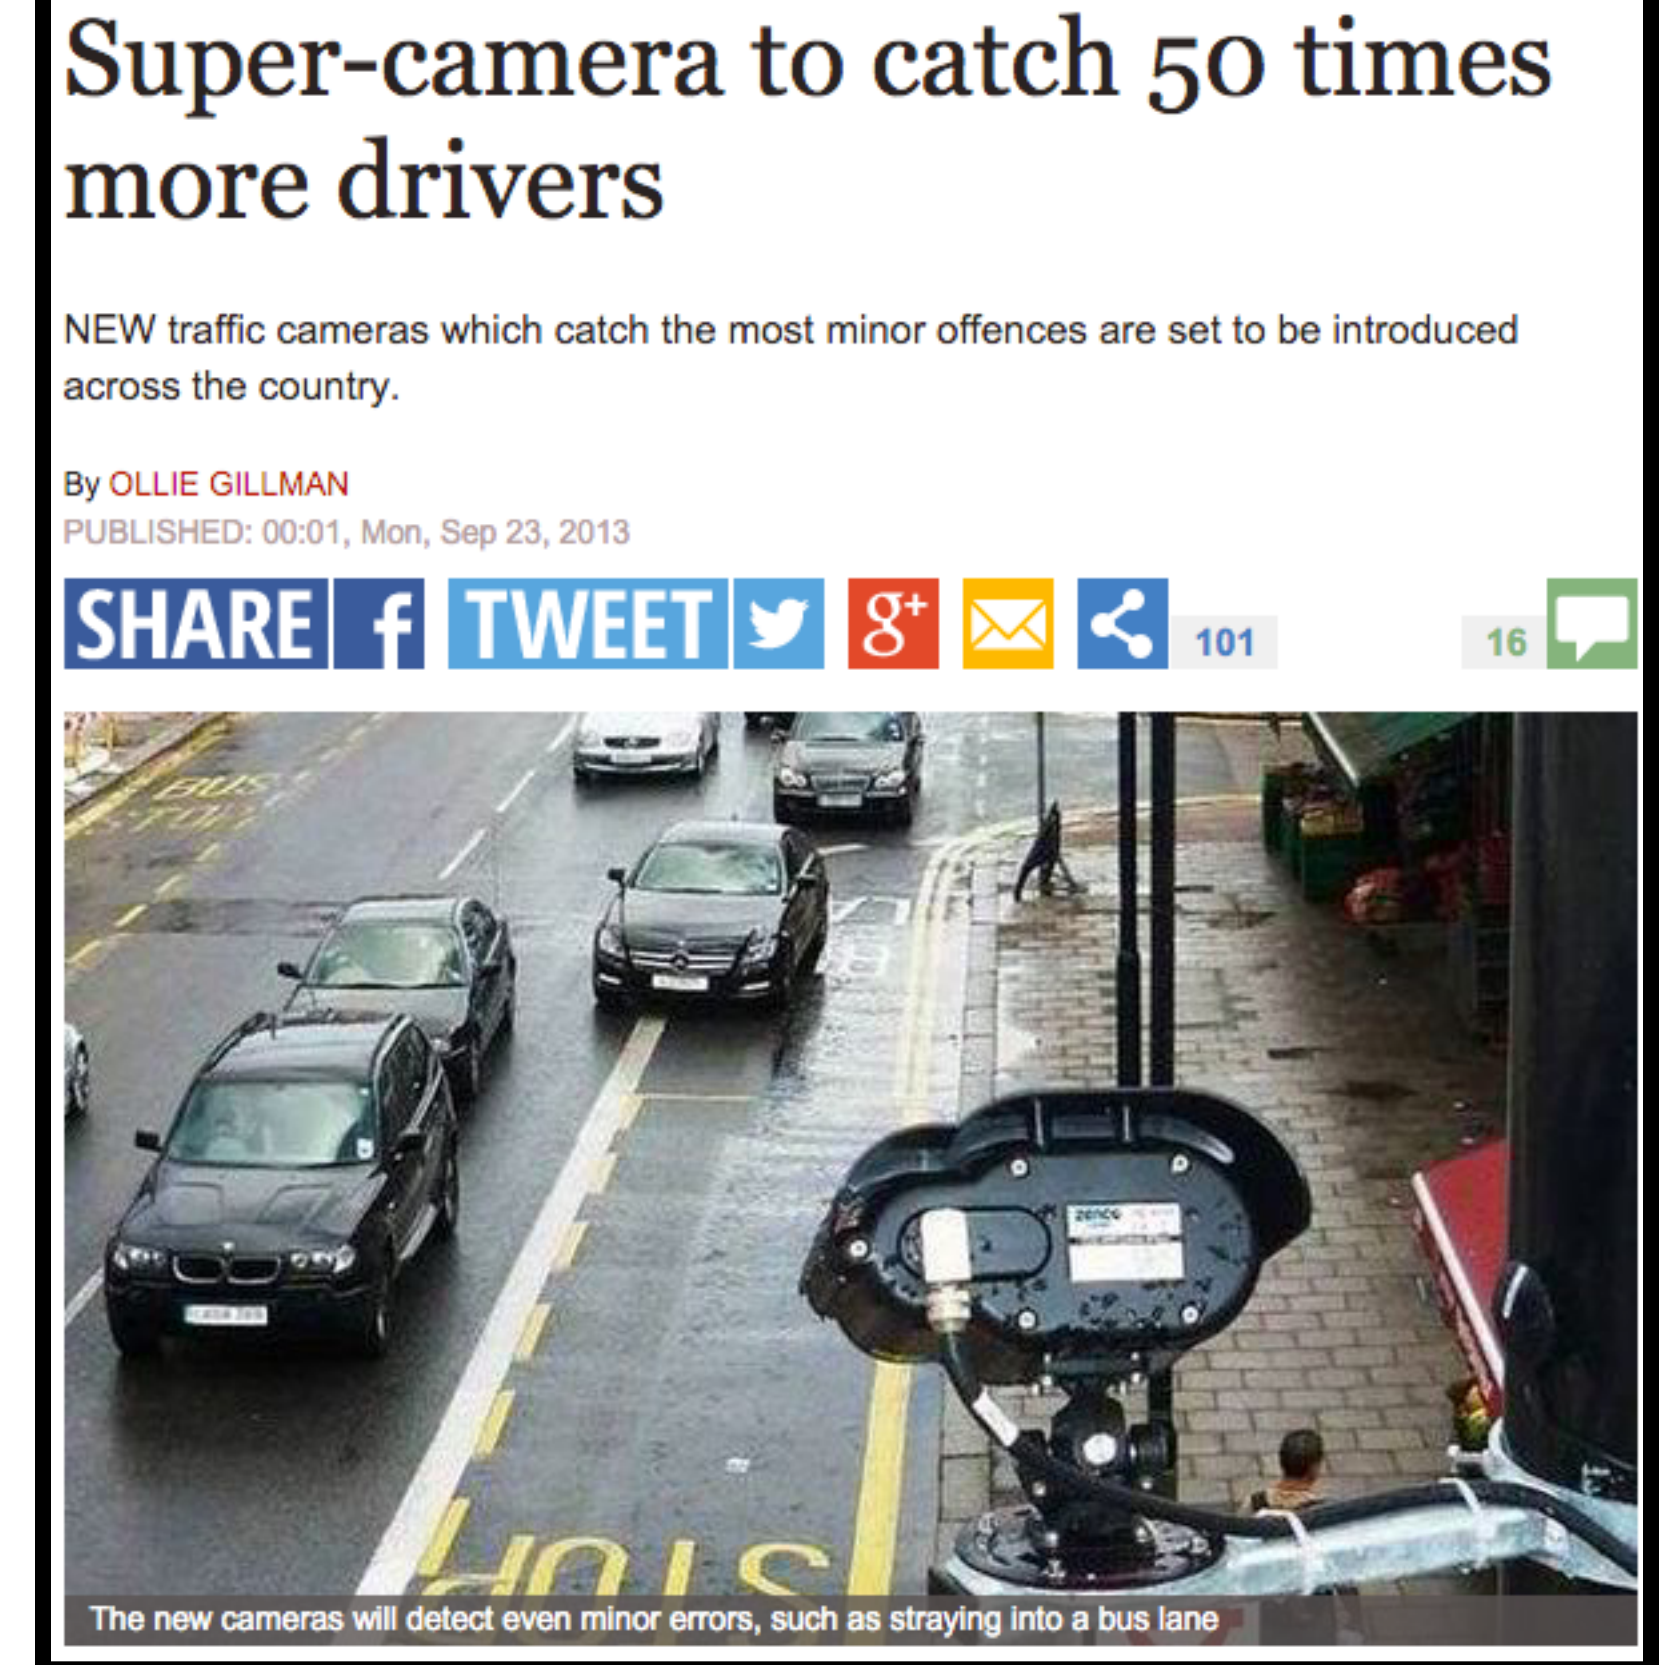 Super-camera to catch 50 times
more drivers
NEW traffic cameras which catch the most minor offences are set to be introduced
across the country.
By OLLIE GILLMAN
PUBLISHED: 00:01, Mon, Sep 23, 2013
SHARE f TWEET g+ 101 16
BUS
zenco
STOP
The new cameras will detect even minor errors, such as straying into a bus lane